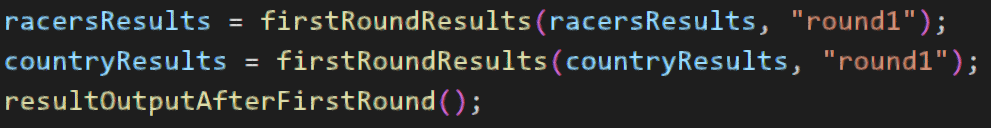 racersResults = firstRoundResults(racersResults, "round1");
countryResults = firstRoundResults(countryResults, "round1");
resultOutputAfterFirstRound();